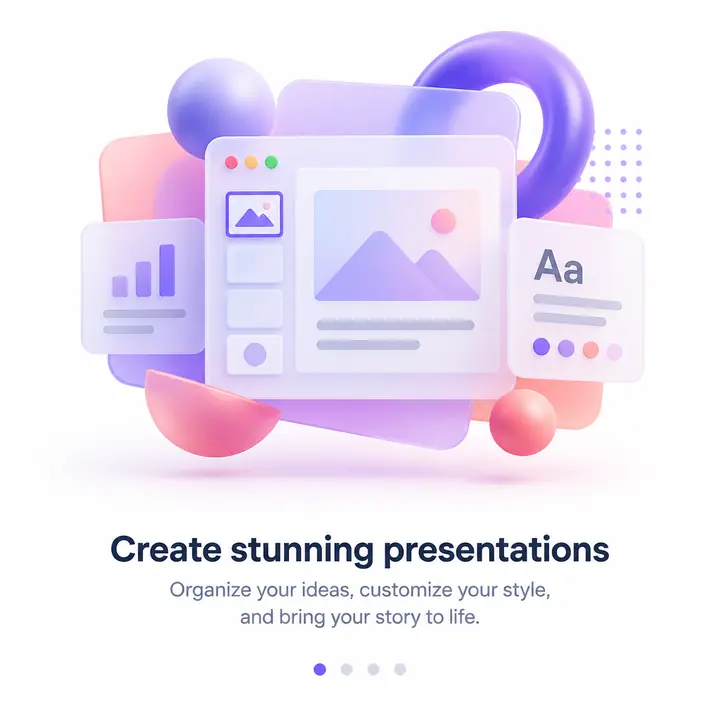 Aa
Create stunning presentations
Organize your ideas, customize your style,
and bring your story to life.